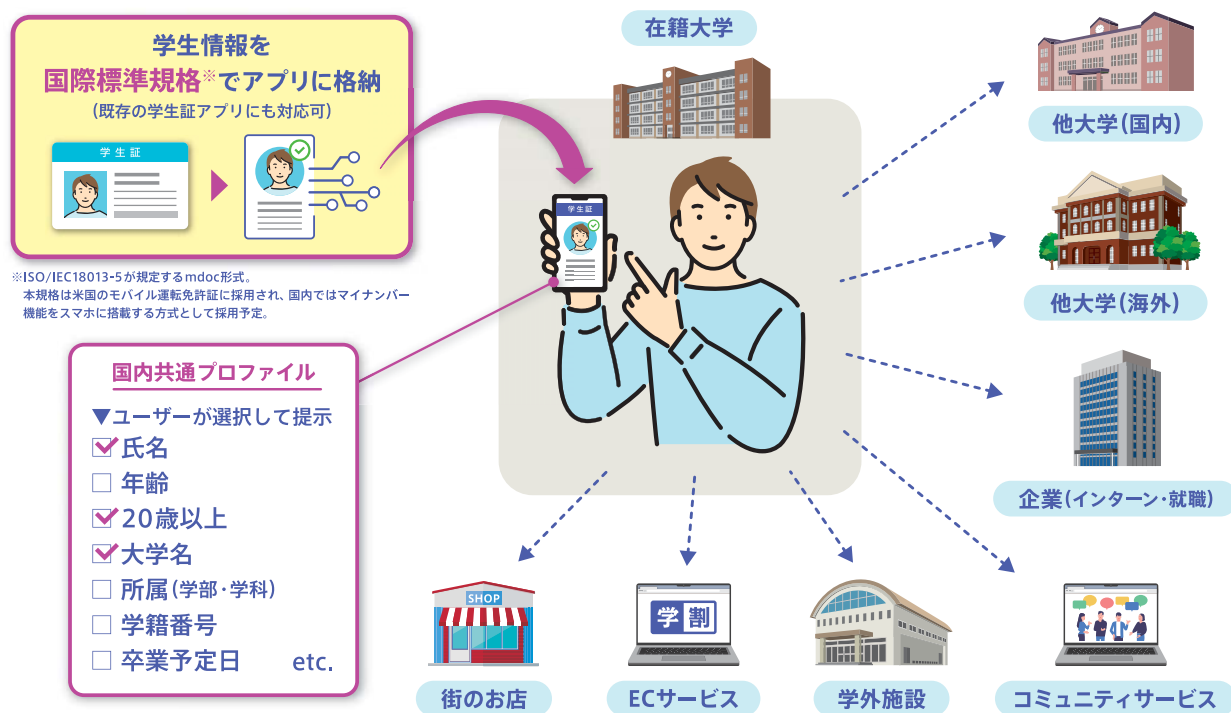 学生情報を
国際標準規格※でアプリに格納
(既存の学生証アプリにも対応可)
学生証
※ISO/IEC18013-5が規定するmdoc形式。
本規格は米国のモバイル運転免許証に採用され、国内ではマイナンバー
機能をスマホに搭載する方式として採用予定。
在籍大学
学生証
国内共通プロファイル
▼ユーザーが選択して提示
氏名
年齢
20歳以上
大学名
所属(学部・学科)
学籍番号
卒業予定日 etc.
他大学(国内)
他大学(海外)
企業(インターン・就職)
SHOP
街のお店
学割
ECサービス
学外施設
コミュニティサービス